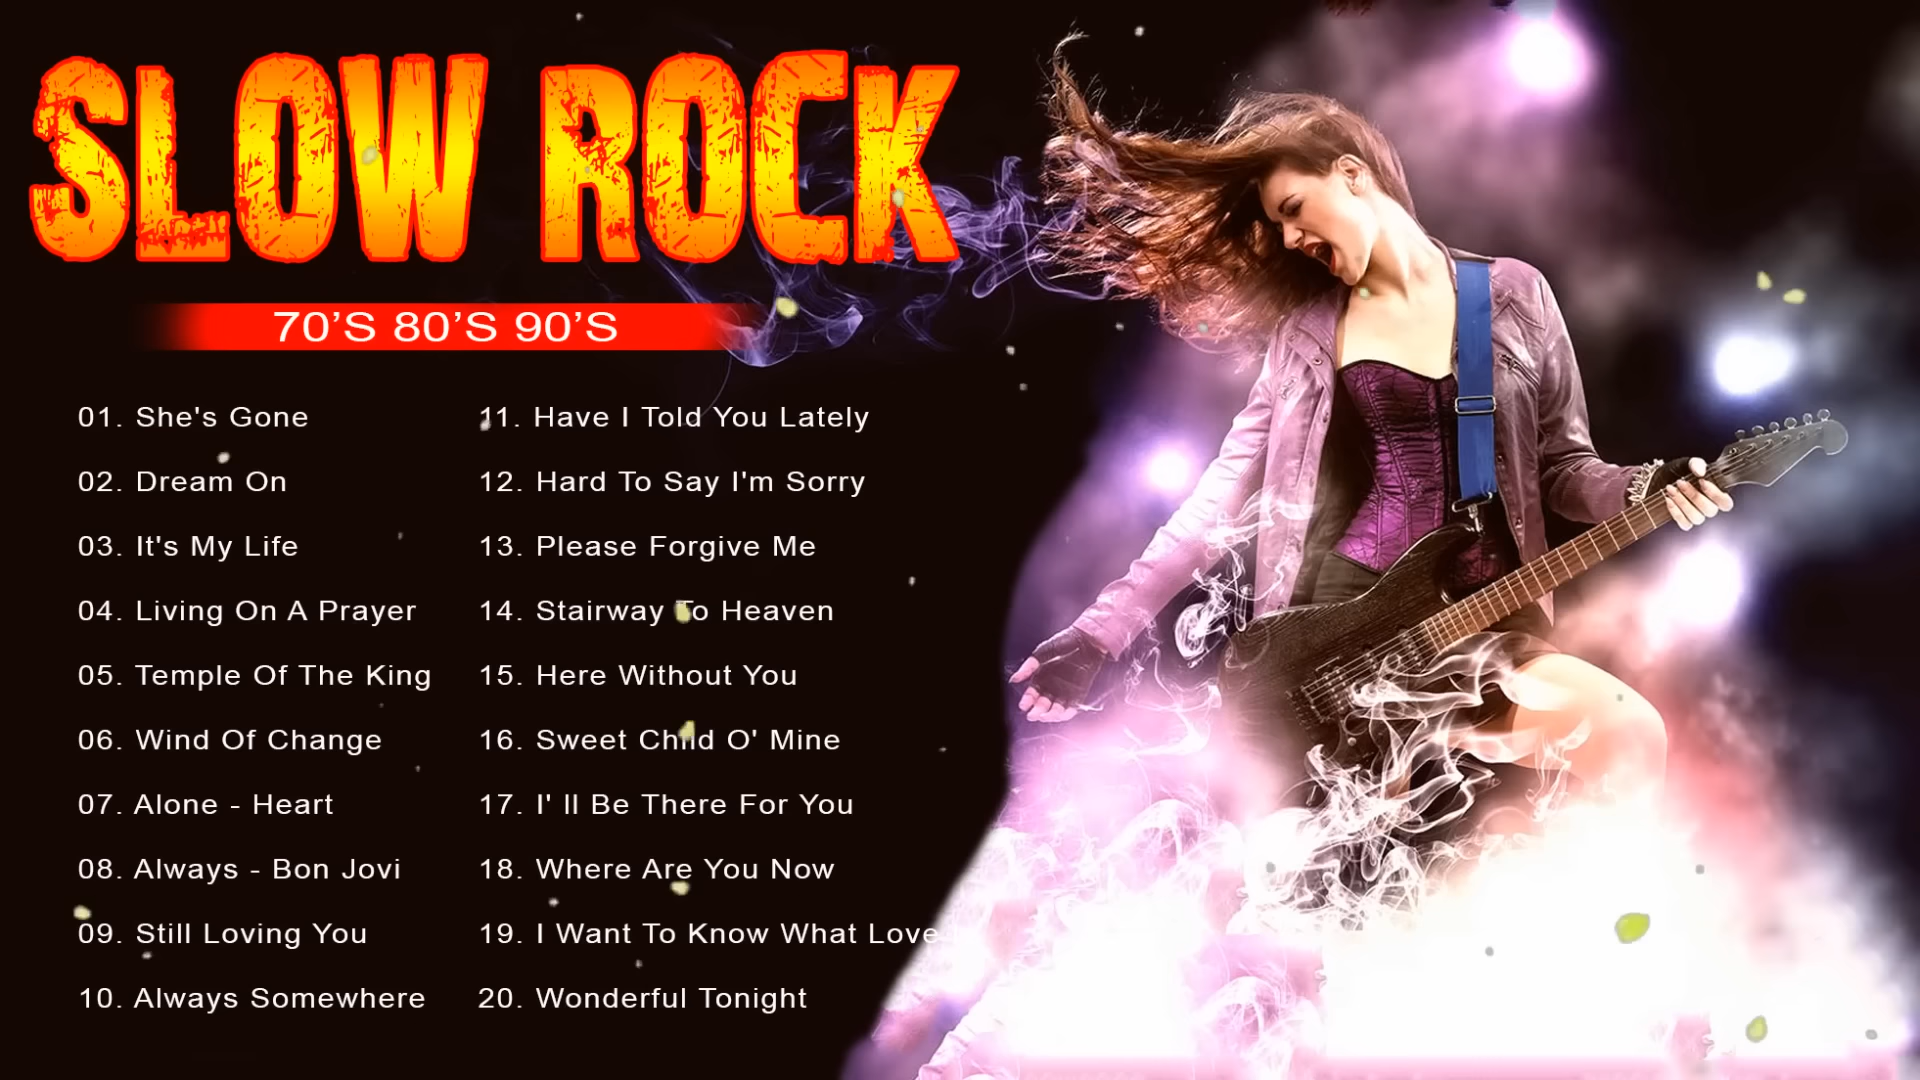 SLOW ROCK
70’S 80’S 90’S
01. She's Gone
02. Dream On
03. It's My Life
04. Living On A Prayer
05. Temple Of The King
06. Wind Of Change
07. Alone - Heart
08. Always - Bon Jovi
09. Still Loving You
10. Always Somewhere
11. Have I Told You Lately
12. Hard To Say I'm Sorry
13. Please Forgive Me
14. Stairway To Heaven
15. Here Without You
16. Sweet Child O' Mine
17. I' ll Be There For You
18. Where Are You Now
19. I Want To Know What Love
20. Wonderful Tonight